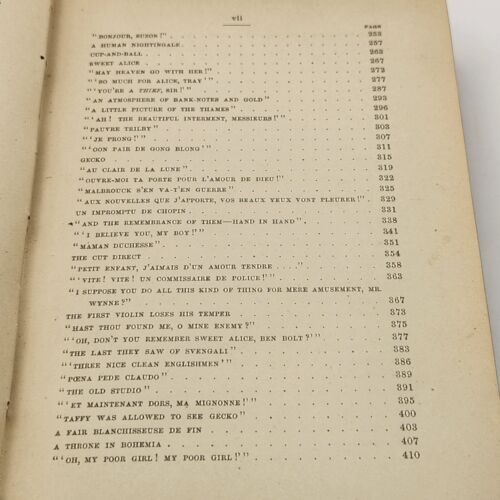 vii
PAGE
"BONJOUR, SUZOR!" 253
A HUMAN NIGHTINGALE 257
CUP-AND-BALL 263
SWEET ALICE 267
"MAY HEAVEN GO WITH HER!" 272
"'SO MUCH FOR ALICE, TRAY'" 277
"'YOU'RE A THIEF, SIR!'" 287
"AN ATMOSPHERE OF BANK-NOTES AND GOLD" 293
"A LITTLE PICTURE OF THE THAMES" 296
"'AH! THE BEAUTIFUL INTERMENT, MESSIEURS!'" 301
"PAUVRE TRILBY" 303
"'JE PRONG!'" 307
"'OON PAIR DE GONG BLONG'" 311
GECKO 315
"AU CLAIR DE LA LUNE" 319
"OUVRE-MOI TA PORTE POUR L'AMOUR DE DIEU!" 322
"MALBROUCK S'EN VA-T'EN GUERRE" 325
"AUX NOUVELLES QUE J'APPORTE, VOS BEAUX YEUX VONT PLEURER!" 329
UN IMPROMPTU DE CHOPIN 331
"AND THE REMEMBRANCE OF THEM—HAND IN HAND" 338
"'I BELIEVE YOU, MY BOY!'" 341
"MAMAN DUCHESSE" 351
THE CUT DIRECT 354
"PETIT ENFANT, J'AIMAIS D'UN AMOUR TENDRE ...." 358
"'VITE! VITE! UN COMMISSAIRE DE POLICE!'" 363
"I SUPPOSE YOU DO ALL THIS KIND OF THING FOR MERE AMUSEMENT, MR.
WYNNE?" 367
THE FIRST VIOLIN LOSES HIS TEMPER 373
"HAST THOU FOUND ME, O MINE ENEMY?" 375
"'OH, DON'T YOU REMEMBER SWEET ALICE, BEN BOLT?'" 377
"THE LAST THEY SAW OF SVENGALI" 383
"'THREE NICE CLEAN ENGLISHMEN'" 386
"PŒNA PEDE CLAUDO" 389
"THE OLD STUDIO" 391
"'ET MAINTENANT DORS, MA MIGNONNE!'" 395
"TAFFY WAS ALLOWED TO SEE GECKO" 400
A FAIR BLANCHISSEUSE DE FIN 403
A THRONE IN BOHEMIA 407
"'OH, MY POOR GIRL! MY POOR GIRL!'" 410